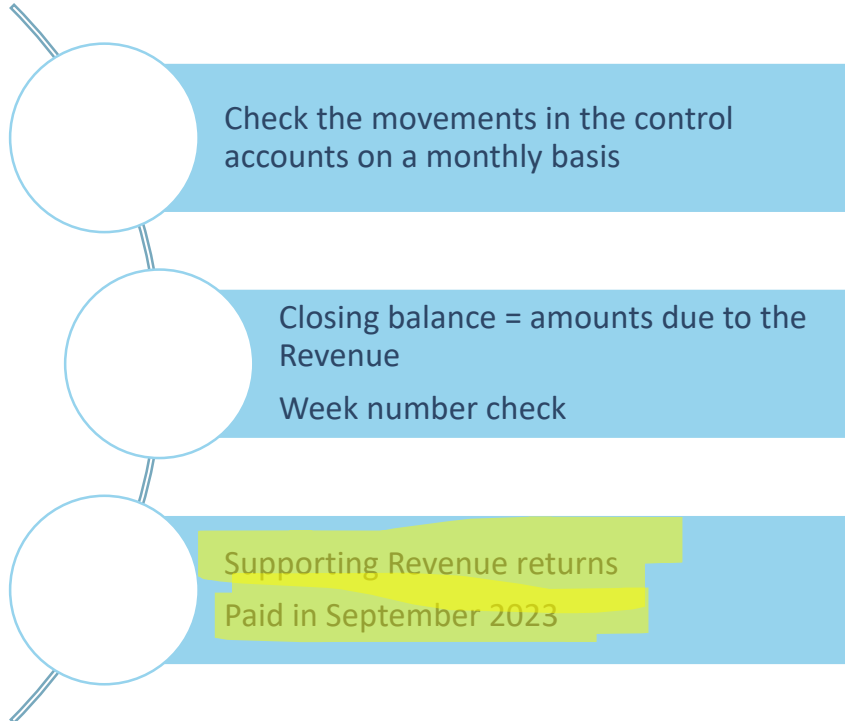 Check the movements in the control
accounts on a monthly basis
Closing balance = amounts due to the
Revenue
Week number check
Supporting Revenue returns
Paid in September 2023